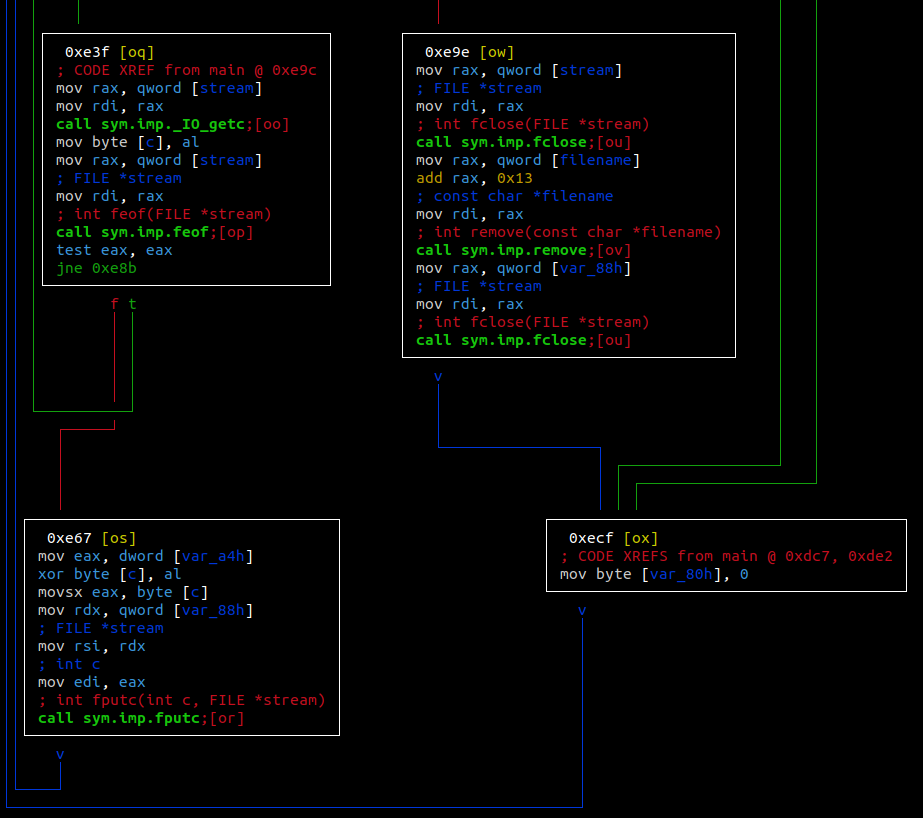 0xe3f [oq]
; CODE XREF from main @ 0xe9c
mov rax, qword [stream]
mov rdi, rax
call sym.imp._IO_getc;[oo]
mov byte [c], al
mov rax, qword [stream]
; FILE *stream
mov rdi, rax
; int feof(FILE *stream)
call sym.imp.feof;[op]
test eax, eax
jne 0xe8b
f t
0xe9e [ow]
mov rax, qword [stream]
; FILE *stream
mov rdi, rax
; int fclose(FILE *stream)
call sym.imp.fclose;[ou]
mov rax, qword [filename]
add rax, 0x13
; const char *filename
mov rdi, rax
; int remove(const char *filename)
call sym.imp.remove;[ov]
mov rax, qword [var_88h]
; FILE *stream
mov rdi, rax
; int fclose(FILE *stream)
call sym.imp.fclose;[ou]
v
0xe67 [os]
mov eax, dword [var_a4h]
xor byte [c], al
movsx eax, byte [c]
mov rdx, qword [var_88h]
; FILE *stream
mov rsi, rdx
; int c
mov edi, eax
; int fputc(int c, FILE *stream)
call sym.imp.fputc;[or]
v
0xecf [ox]
; CODE XREFS from main @ 0xdc7, 0xde2
mov byte [var_80h], 0
v